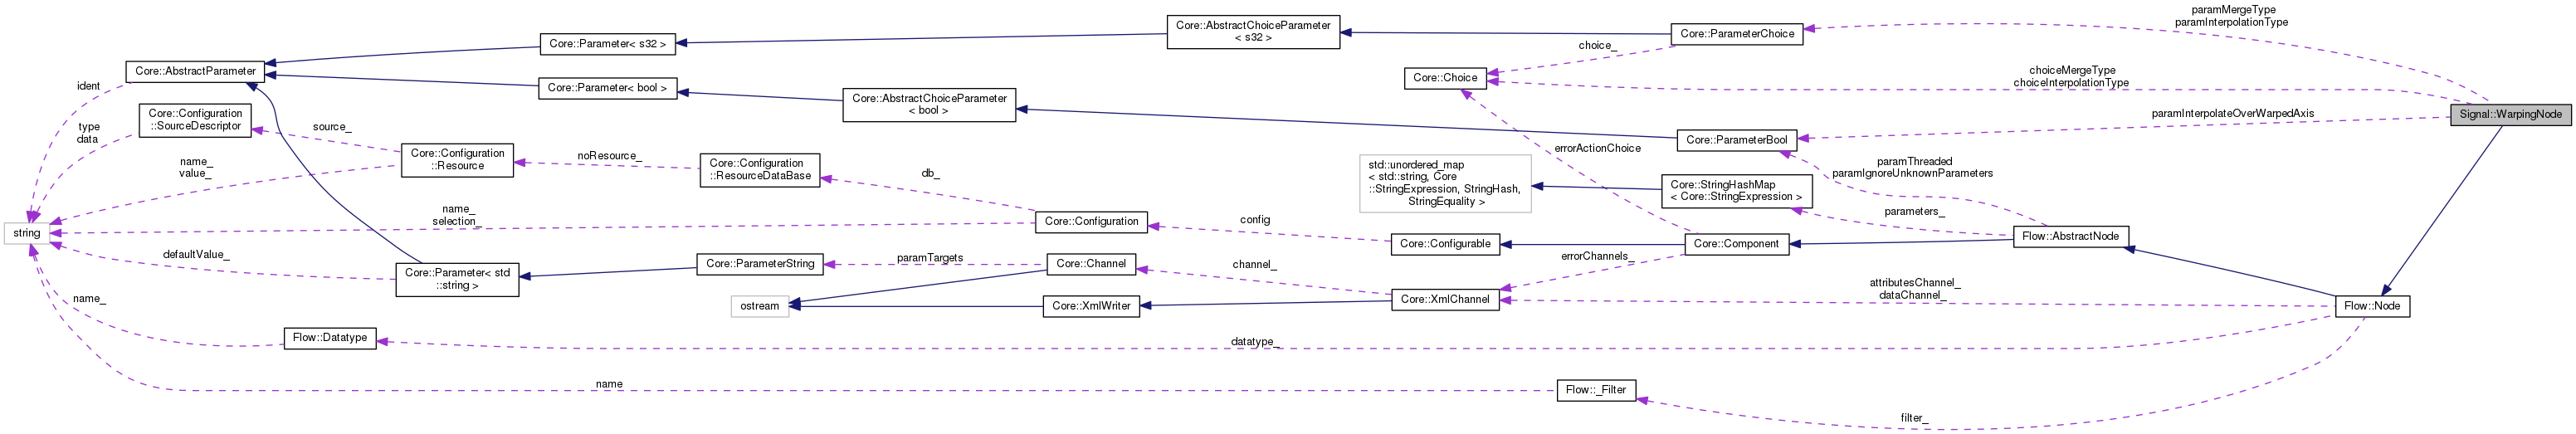 paramMergeType
paramInterpolationType
Core::AbstractChoiceParameter
< s32 >
Core::ParameterChoice
Core::Parameter< s32 >
choice_
Core::AbstractParameter
Core::Choice
choiceMergeType
choiceInterpolationType
ident
Core::Parameter< bool >
Core::AbstractChoiceParameter
< bool >
Signal::WarpingNode
paramInterpolateOverWarpedAxis
Core::Configuration
::SourceDescriptor
type
data
source_
Core::ParameterBool
errorActionChoice
Core::Configuration
::Resource
noResource_
name_
value_
Core::Configuration
::ResourceDataBase
db_
std::unordered_map
< std::string, Core
::StringExpression, StringHash,
StringEquality >
paramThreaded
paramIgnoreUnknownParameters
Core::StringHashMap
< Core::StringExpression >
parameters_
name_
selection_
Core::Configuration
config
string
Core::Configurable
Core::Component
Flow::AbstractNode
defaultValue_
Core::Parameter< std
::string >
Core::ParameterString
paramTargets
Core::Channel
channel_
errorChannels_
name_
ostream
Core::XmlWriter
Core::XmlChannel
attributesChannel_
dataChannel_
Flow::Node
Flow::Datatype
datatype_
name
Flow::_Filter
filter_